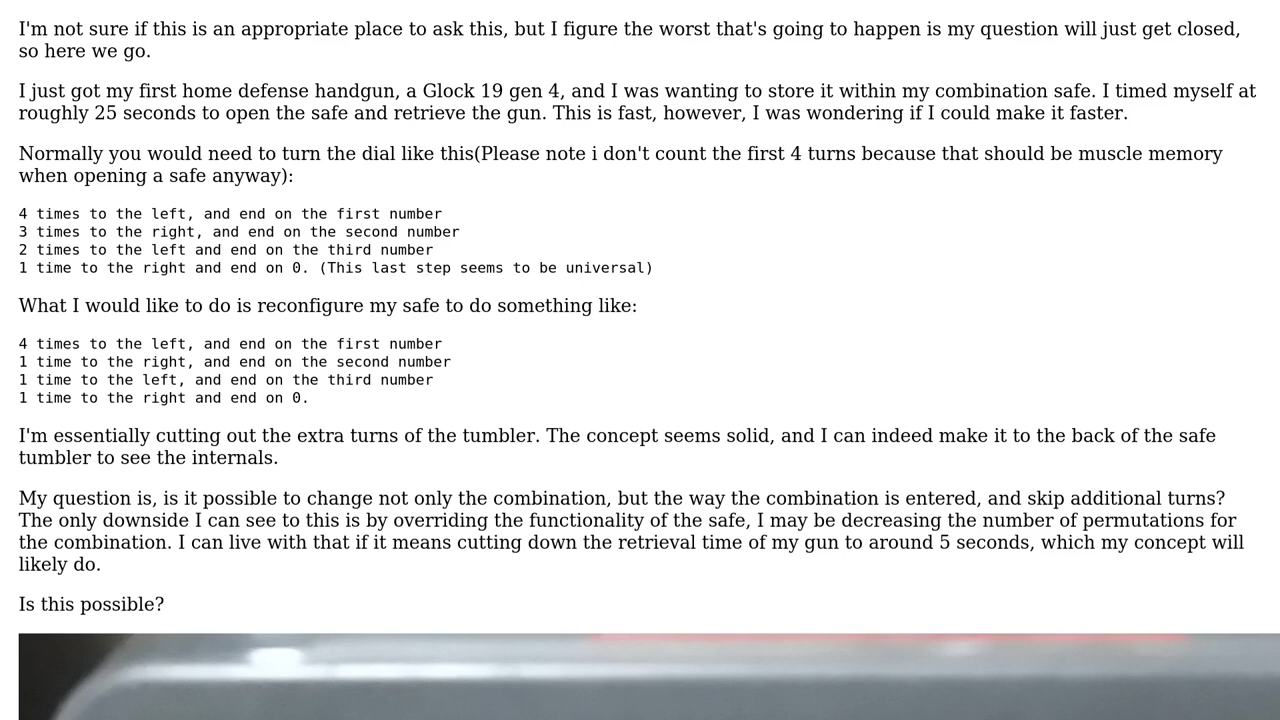 I'm not sure if this is an appropriate place to ask this, but I figure the worst that's going to happen is my question will just get closed,
so here we go.
I just got my first home defense handgun, a Glock 19 gen 4, and I was wanting to store it within my combination safe. I timed myself at
roughly 25 seconds to open the safe and retrieve the gun. This is fast, however, I was wondering if I could make it faster.
Normally you would need to turn the dial like this(Please note i don't count the first 4 turns because that should be muscle memory
when opening a safe anyway):
4 times to the left, and end on the first number
3 times to the right, and end on the second number
2 times to the left and end on the third number
1 time to the right and end on 0. (This last step seems to be universal)
What I would like to do is reconfigure my safe to do something like:
4 times to the left, and end on the first number
1 time to the right, and end on the second number
1 time to the left, and end on the third number
1 time to the right and end on 0.
I'm essentially cutting out the extra turns of the tumbler. The concept seems solid, and I can indeed make it to the back of the safe
tumbler to see the internals.
My question is, is it possible to change not only the combination, but the way the combination is entered, and skip additional turns?
The only downside I can see to this is by overriding the functionality of the safe, I may be decreasing the number of permutations for
the combination. I can live with that if it means cutting down the retrieval time of my gun to around 5 seconds, which my concept will
likely do.
Is this possible?